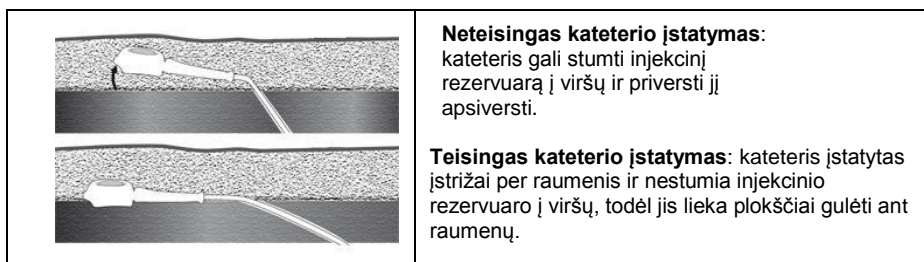 Neteisingas kateterio įstatymas:
kateteris gali stumti injekcinį
rezervuarą į viršų ir priversti jį
apsiversti.
Teisingas kateterio įstatymas: kateteris įstatytas
įstrižai per raumenis ir nestumia injekcinio
rezervuaro į viršų, todėl jis lieka plokščiai gulėti ant
raumenų.